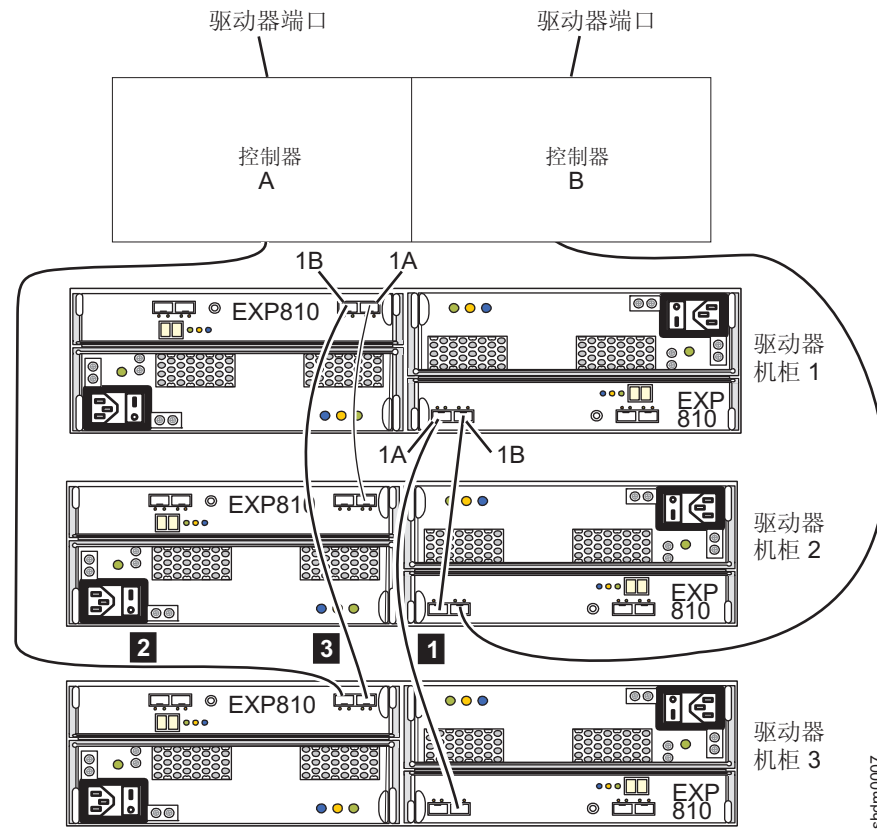 驱动器端口 驱动器端口
控制器 控制器
A B
1B 1A
EXP810
驱动器
机柜 1
EXP
810
1A 1B
EXP810
驱动器
机柜 2
EXP
810
2 3 1
EXP810
驱动器
机柜 3
EXP
810